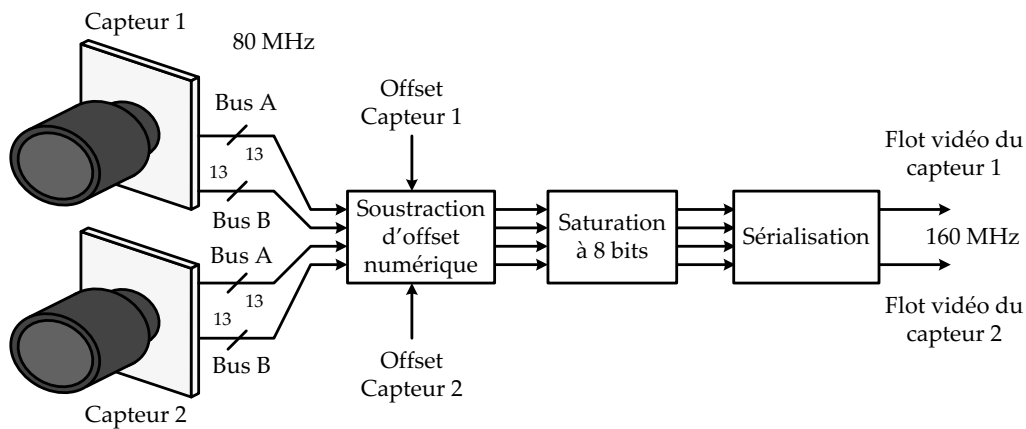 Capteur 1
80 MHz
Bus A
13
13
Bus B
Bus A
13
13
Bus B
Capteur 2
Offset
Capteur 1
Soustraction
d'offset
numérique
Offset
Capteur 2
Saturation
à 8 bits
Sérialisation
Flot vidéo du
capteur 1
160 MHz
Flot vidéo du
capteur 2